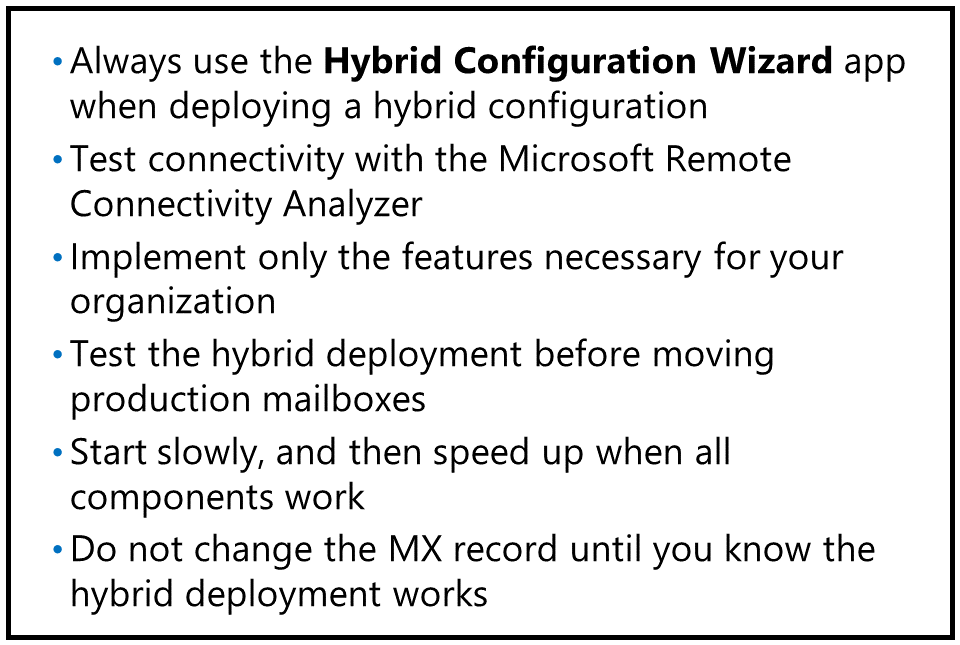 • Always use the Hybrid Configuration Wizard app
when deploying a hybrid configuration
• Test connectivity with the Microsoft Remote
Connectivity Analyzer
• Implement only the features necessary for your
organization
• Test the hybrid deployment before moving
production mailboxes
• Start slowly, and then speed up when all
components work
• Do not change the MX record until you know the
hybrid deployment works